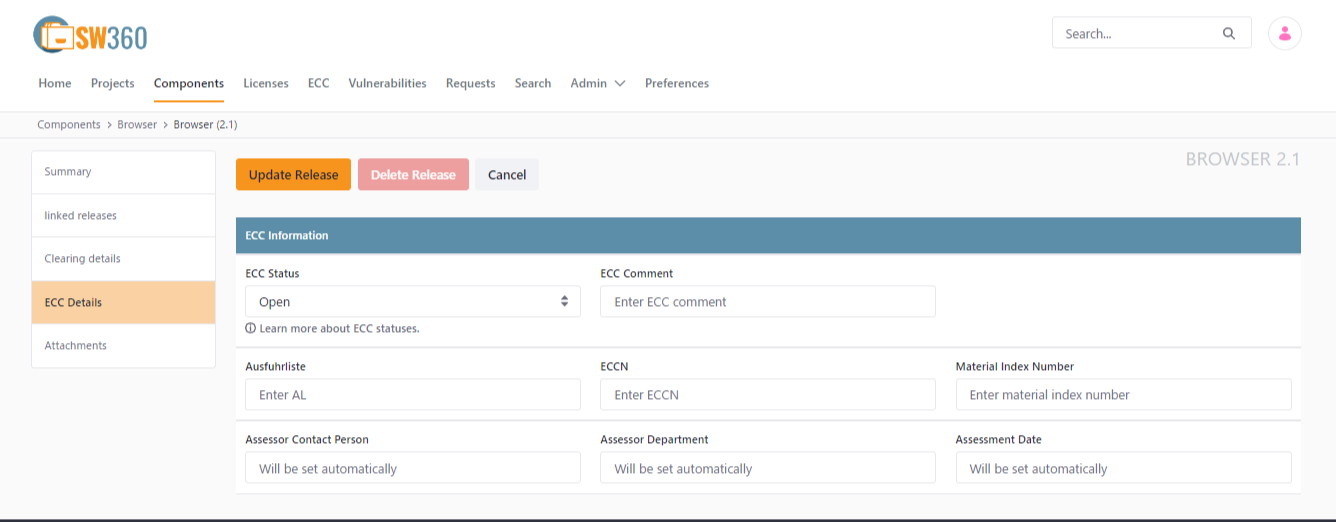 SW360
Search...
Home Projects Components Licenses ECC Vulnerabilities Requests Search Admin Preferences
Components > Browser > Browser (2.1)
Summary
linked releases
Clearing details
ECC Details
Attachments
Update Release Delete Release Cancel
BROWSER 2.1
ECC Information
ECC Status ECC Comment
Open Enter ECC comment
Learn more about ECC statuses.
Ausfuhrliste ECCN Material Index Number
Enter AL Enter ECCN Enter material index number
Assessor Contact Person Assessor Department Assessment Date
Will be set automatically Will be set automatically Will be set automatically